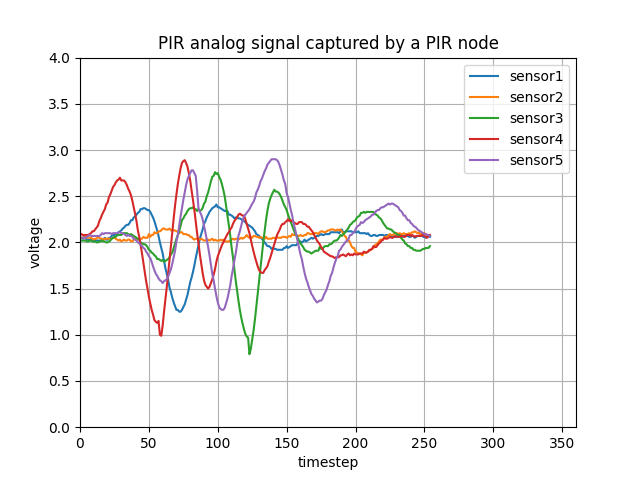 PIR analog signal captured by a PIR node
sensor1
sensor2
sensor3
sensor4
sensor5
voltage
4.0
3.5
3.0
2.5
2.0
1.5
1.0
0.5
0.0
0 50 100 150 200 250 300 350
timestep